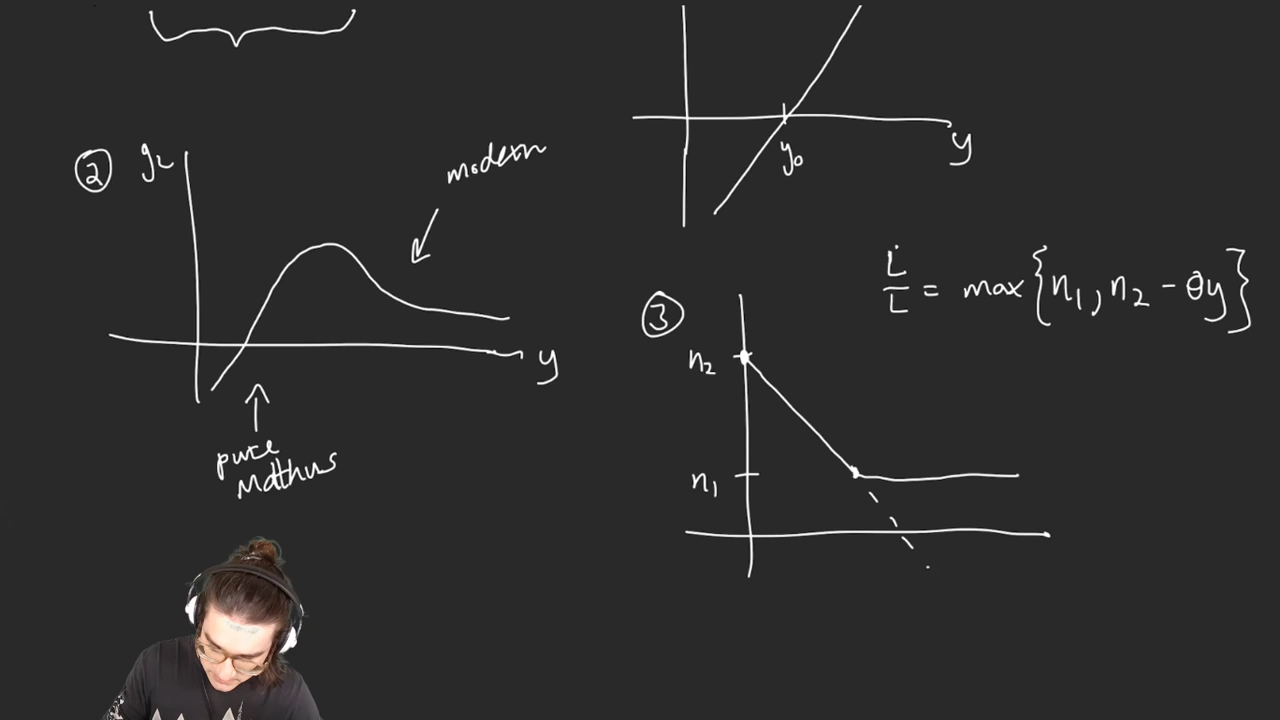 y
y₀
② g_L
modern
y
pure
Malthus
L̇/L = max{n₁, n₂ - θy}
③
n₂
n₁